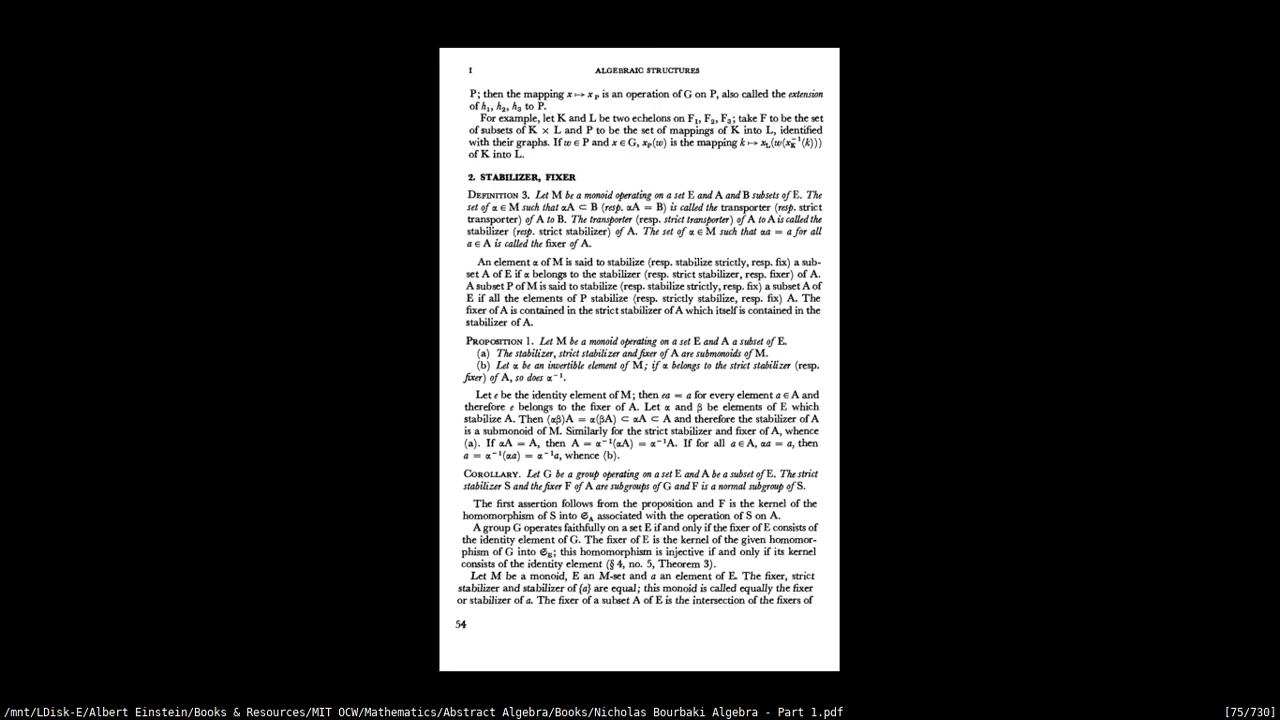 I ALGEBRAIC STRUCTURES
P; then the mapping x ↦ x_P is an operation of G on P, also called the extension
of h₁, h₂, h₃ to P.
For example, let K and L be two echelons on F₁, F₂, F₃; take F to be the set
of subsets of K × L and P to be the set of mappings of K into L, identified
with their graphs. If w ∈ P and x ∈ G, x_P(w) is the mapping k ↦ x_L(w(x_K⁻¹(k)))
of K into L.
2. STABILIZER, FIXER
DEFINITION 3. Let M be a monoid operating on a set E and A and B subsets of E. The
set of α ∈ M such that αA ⊂ B (resp. αA = B) is called the transporter (resp. strict
transporter) of A to B. The transporter (resp. strict transporter) of A to A is called the
stabilizer (resp. strict stabilizer) of A. The set of α ∈ M such that αa = a for all
a ∈ A is called the fixer of A.
An element α of M is said to stabilize (resp. stabilize strictly, resp. fix) a sub-
set A of E if α belongs to the stabilizer (resp. strict stabilizer, resp. fixer) of A.
A subset P of M is said to stabilize (resp. stabilize strictly, resp. fix) a subset A of
E if all the elements of P stabilize (resp. strictly stabilize, resp. fix) A. The
fixer of A is contained in the strict stabilizer of A which itself is contained in the
stabilizer of A.
PROPOSITION 1. Let M be a monoid operating on a set E and A a subset of E.
(a) The stabilizer, strict stabilizer and fixer of A are submonoids of M.
(b) Let α be an invertible element of M; if α belongs to the strict stabilizer (resp.
fixer) of A, so does α⁻¹.
Let e be the identity element of M; then ea = a for every element a ∈ A and
therefore e belongs to the fixer of A. Let α and β be elements of E which
stabilize A. Then (αβ)A = α(βA) ⊂ αA ⊂ A and therefore the stabilizer of A
is a submonoid of M. Similarly for the strict stabilizer and fixer of A, whence
(a). If αA = A, then A = α⁻¹(αA) = α⁻¹A. If for all a ∈ A, αa = a, then
a = α⁻¹(αa) = α⁻¹a, whence (b).
COROLLARY. Let G be a group operating on a set E and A be a subset of E. The strict
stabilizer S and the fixer F of A are subgroups of G and F is a normal subgroup of S.
The first assertion follows from the proposition and F is the kernel of the
homomorphism of S into 𝔖_A associated with the operation of S on A.
A group G operates faithfully on a set E if and only if the fixer of E consists of
the identity element of G. The fixer of E is the kernel of the given homomor-
phism of G into 𝔖_E; this homomorphism is injective if and only if its kernel
consists of the identity element (§ 4, no. 5, Theorem 3).
Let M be a monoid, E an M-set and a an element of E. The fixer, strict
stabilizer and stabilizer of {a} are equal; this monoid is called equally the fixer
or stabilizer of a. The fixer of a subset A of E is the intersection of the fixers of
54
/mnt/LDisk-E/Albert Einstein/Books & Resources/MIT OCW/Mathematics/Abstract Algebra/Books/Nicholas Bourbaki Algebra - Part 1.pdf [75/730]